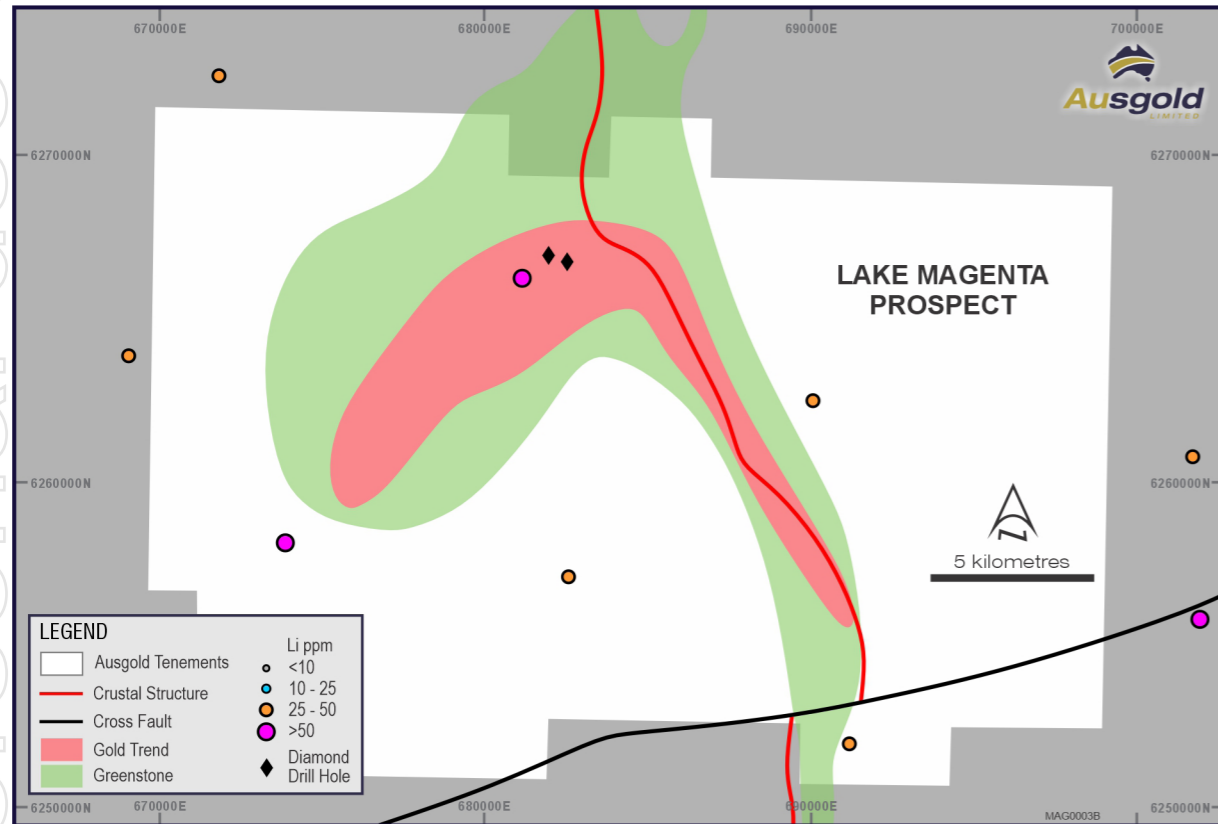 670000E
680000E
690000E
700000E
Ausgold
LIMITED
6270000N
6270000N
LAKE MAGENTA
PROSPECT
6260000N
6260000N
N
5 kilometres
LEGEND
Ausgold Tenements
Crustal Structure
Cross Fault
Gold Trend
Greenstone
Li ppm
<10
10 - 25
25 - 50
>50
Diamond
Drill Hole
6250000N
670000E
680000E
690000E
6250000N
MAG0003B